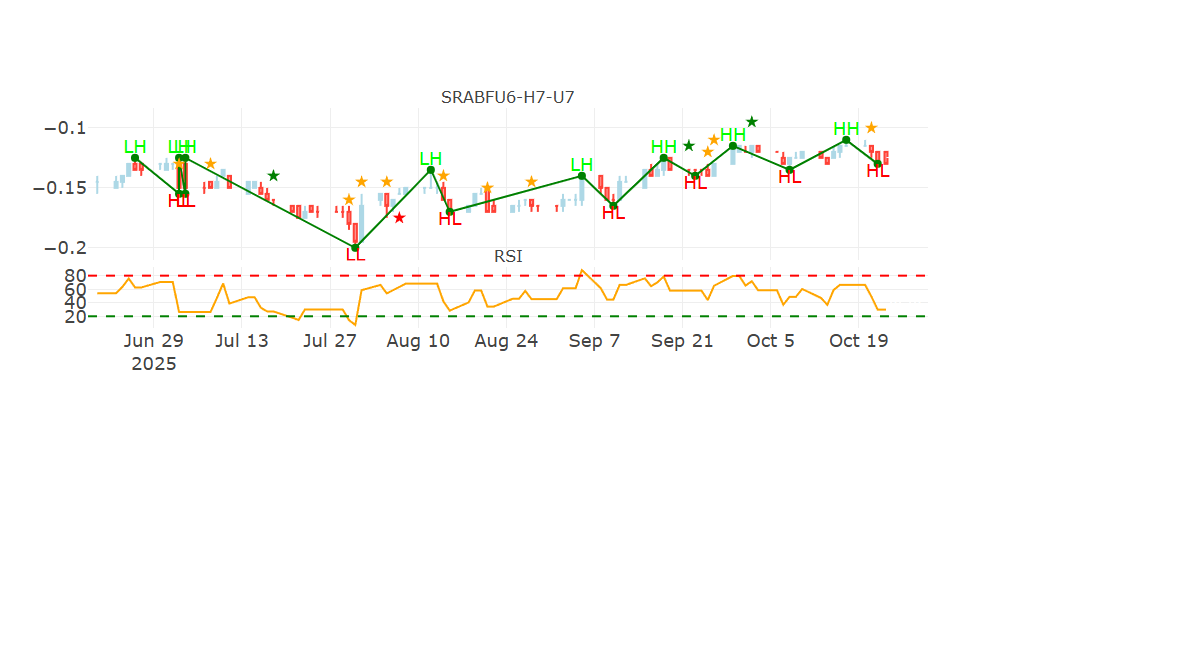 SRABFU6-H7-U7
−0.1
−0.15
−0.2
LH
LH
LH
LH
HH
HH
HH
HL
HL
HL
HL
HL
LL
RSI
80
60
40
20
Jun 29
2025
Jul 13
Jul 27
Aug 10
Aug 24
Sep 7
Sep 21
Oct 5
Oct 19